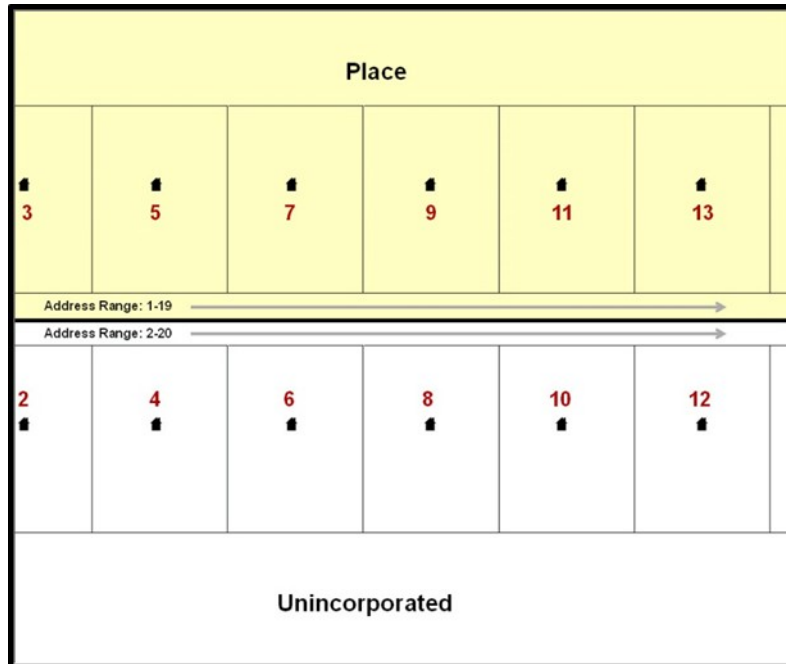 Place
3 5 7 9 11 13
Address Range: 1-19
Address Range: 2-20
2 4 6 8 10 12
Unincorporated